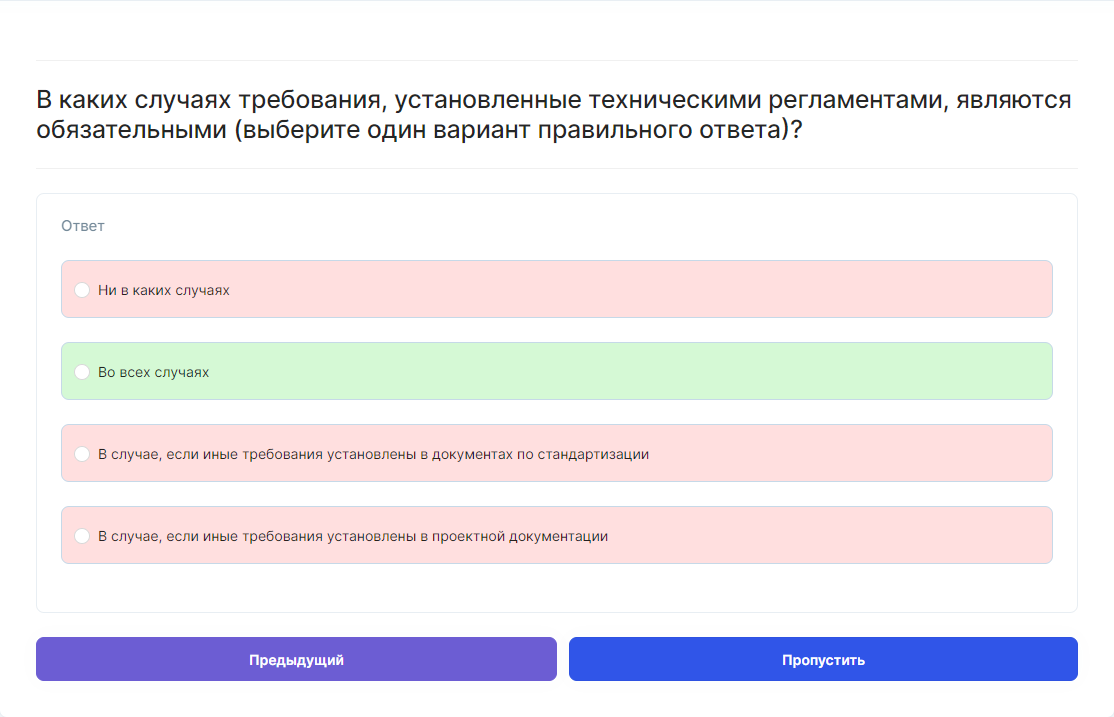 В каких случаях требования, установленные техническими регламентами, являются
обязательными (выберите один вариант правильного ответа)?
Ответ
Ни в каких случаях
Во всех случаях
В случае, если иные требования установлены в документах по стандартизации
В случае, если иные требования установлены в проектной документации
Предыдущий
Пропустить